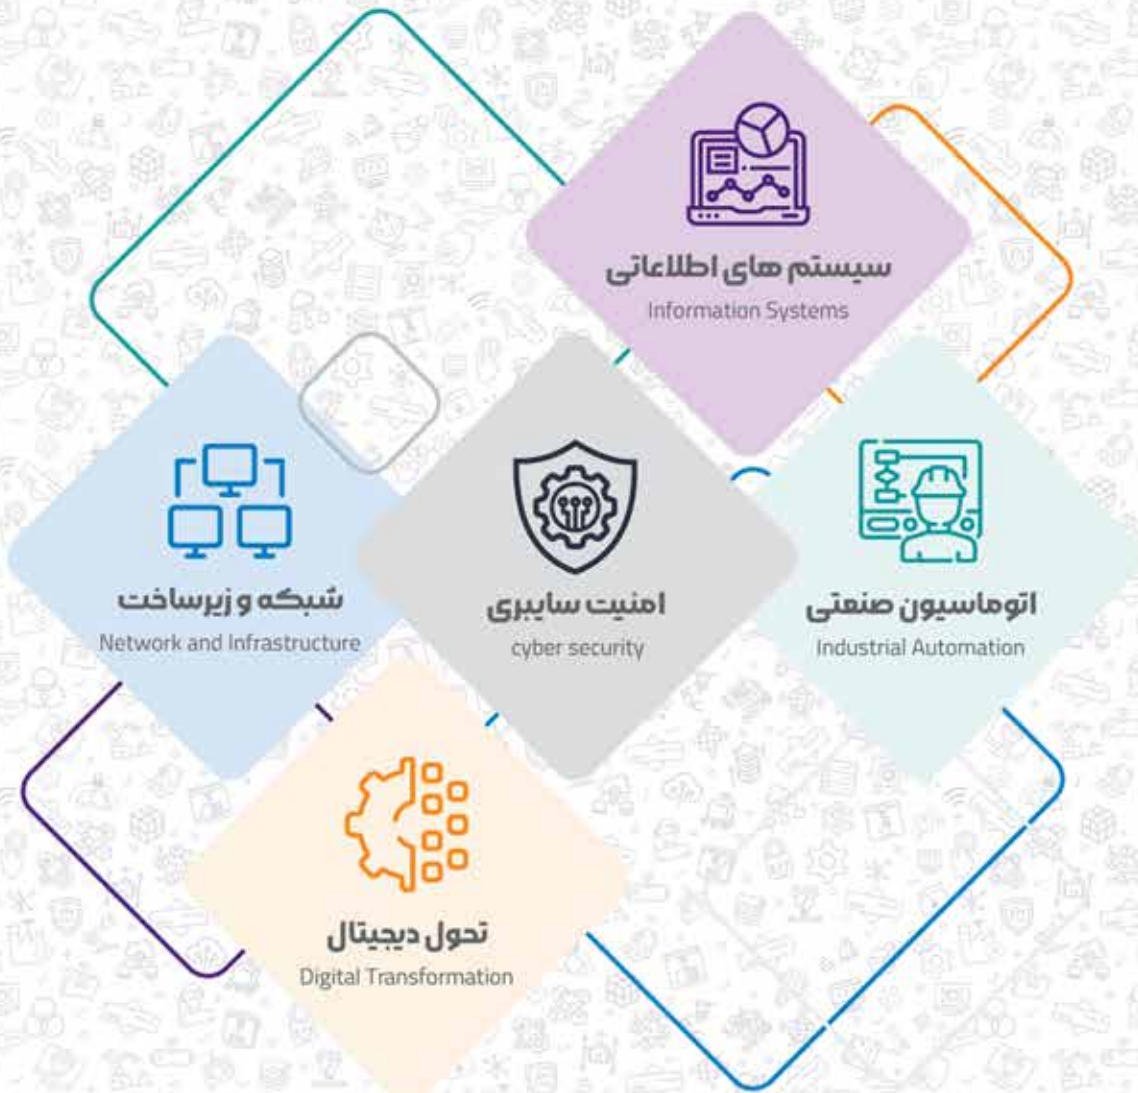 سیستم های اطلاعاتی
Information Systems
شبکه و زیرساخت
Network and Infrastructure
امنیت سایبری
cyber security
اتوماسیون صنعتی
Industrial Automation
تحول دیجیتال
Digital Transformation